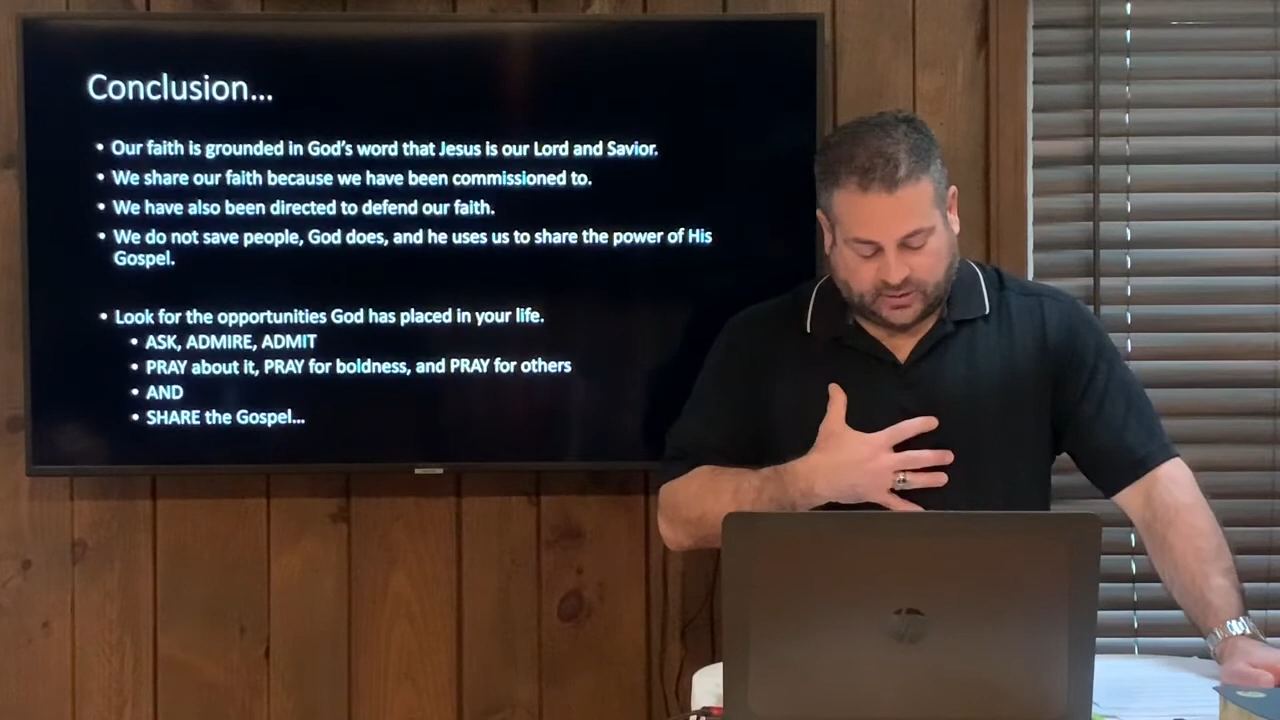 Conclusion...
• Our faith is grounded in God's word that Jesus is our Lord and Savior.
• We share our faith because we have been commissioned to.
• We have also been directed to defend our faith.
• We do not save people, God does, and he uses us to share the power of His
Gospel.
• Look for the opportunities God has placed in your life.
• ASK, ADMIRE, ADMIT
• PRAY about it, PRAY for boldness, and PRAY for others
• AND
• SHARE the Gospel...
hp